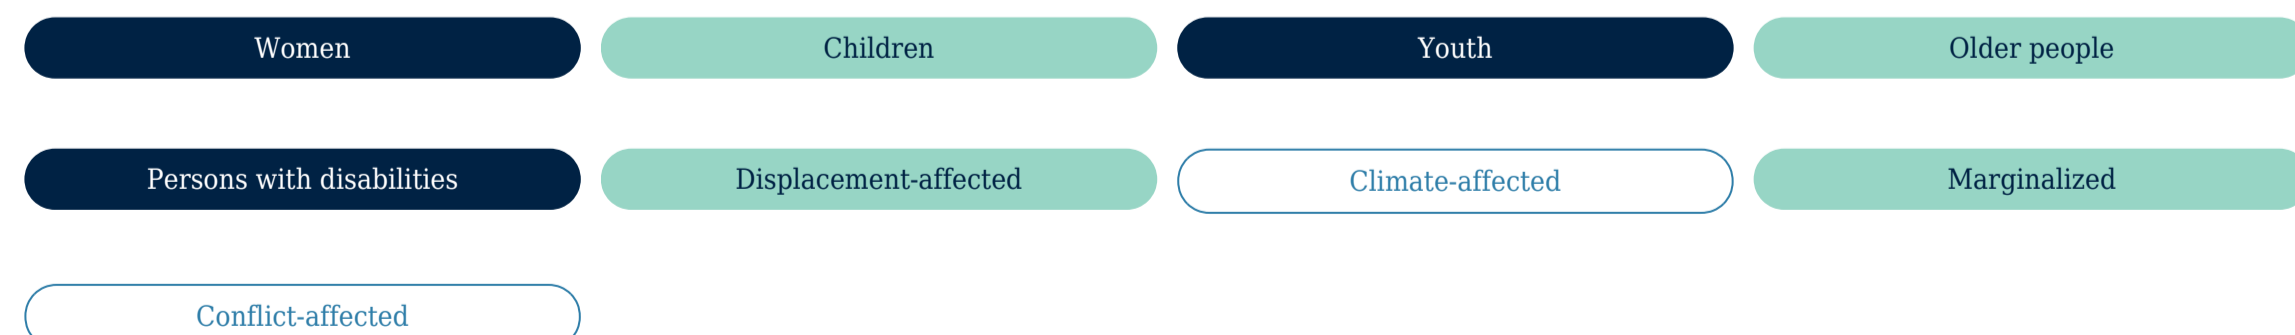 Women
Children
Youth
Older people
Persons with disabilities
Displacement-affected
Climate-affected
Marginalized
Conflict-affected